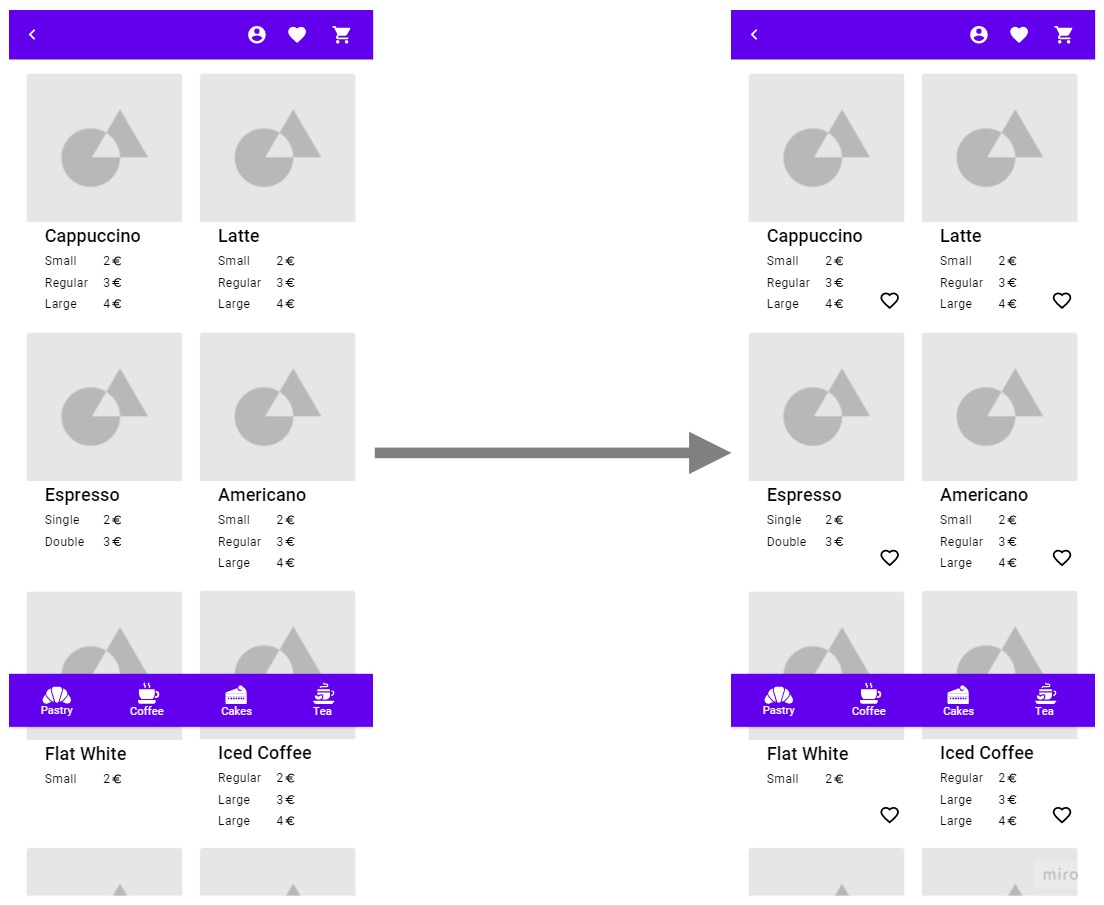 Cappuccino
Small 2 €
Regular 3 €
Large 4 €
Latte
Small 2 €
Regular 3 €
Large 4 €
Espresso
Single 2 €
Double 3 €
Americano
Small 2 €
Regular 3 €
Large 4 €
Pastry
Coffee
Cakes
Tea
Flat White
Small 2 €
Iced Coffee
Regular 2 €
Large 3 €
Large 4 €
Cappuccino
Small 2 €
Regular 3 €
Large 4 €
Latte
Small 2 €
Regular 3 €
Large 4 €
Espresso
Single 2 €
Double 3 €
Americano
Small 2 €
Regular 3 €
Large 4 €
Pastry
Coffee
Cakes
Tea
Flat White
Small 2 €
Iced Coffee
Regular 2 €
Large 3 €
Large 4 €
miro